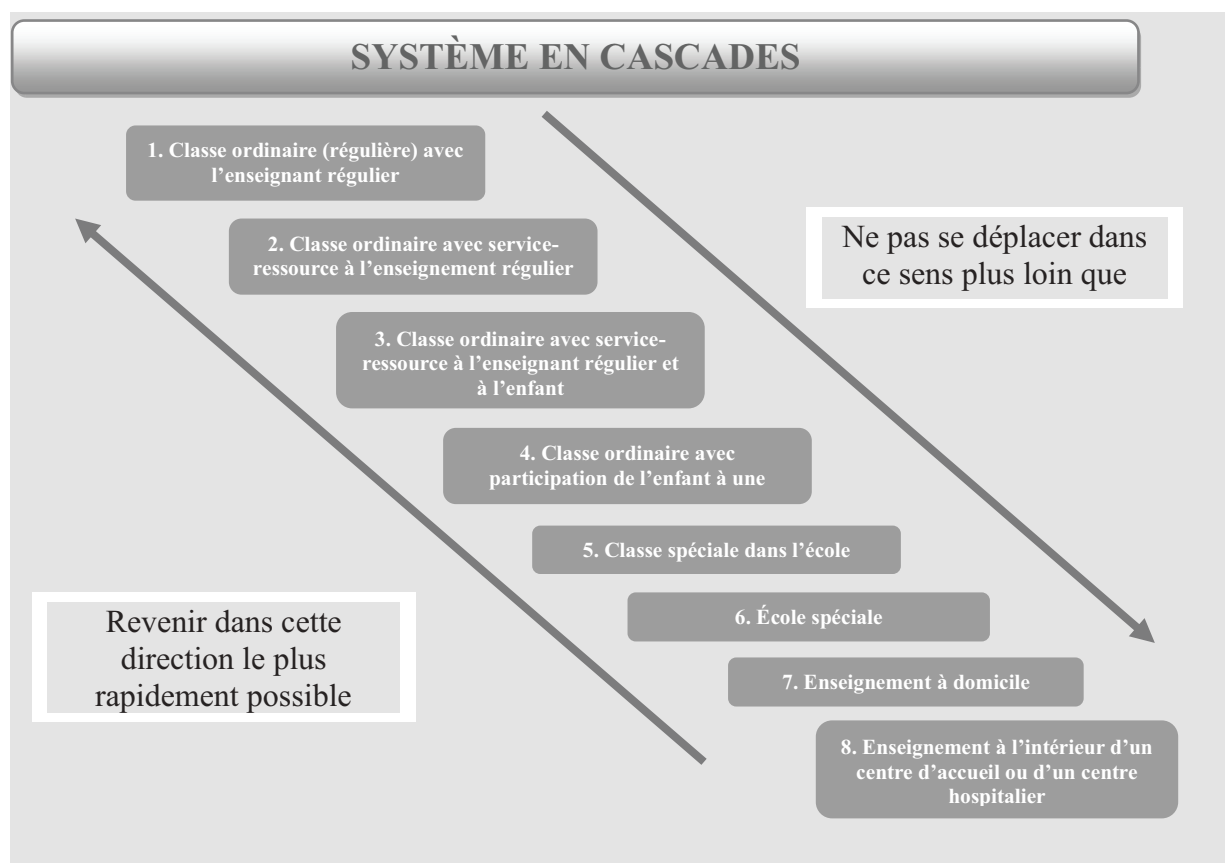 SYSTÈME EN CASCADES
1. Classe ordinaire (régulière) avec
l’enseignant régulier
2. Classe ordinaire avec service-
ressource à l’enseignement régulier
3. Classe ordinaire avec service-
ressource à l’enseignant régulier et
à l’enfant
4. Classe ordinaire avec
participation de l’enfant à une
5. Classe spéciale dans l’école
6. École spéciale
7. Enseignement à domicile
8. Enseignement à l’intérieur d’un
centre d’accueil ou d’un centre
hospitalier
Ne pas se déplacer dans
ce sens plus loin que
Revenir dans cette
direction le plus
rapidement possible